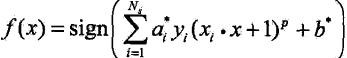 f(x) = sign( ∑_{i=1}^{N_s} a_i^* y_i (x_i · x + 1)^p + b^* )